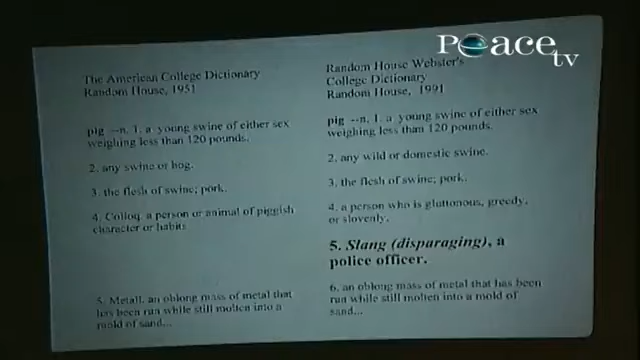 Peace tv
The American College Dictionary
Random House, 1951
pig --n. 1. a young swine of either sex
weighing less than 120 pounds.
2. any swine or hog.
3. the flesh of swine; pork.
4. Colloq. a person or animal of piggish
character or habits
5. Metall. an oblong mass of metal that
has been run while still molten into a
mold of sand...
Random House Webster's
College Dictionary
Random House, 1991
pig --n. 1. a young swine of either sex
weighing less than 120 pounds.
2. any wild or domestic swine.
3. the flesh of swine; pork.
4. a person who is gluttonous, greedy,
or slovenly.
5. Slang (disparaging), a
police officer.
6. an oblong mass of metal that has been
run while still molten into a mold of
sand...